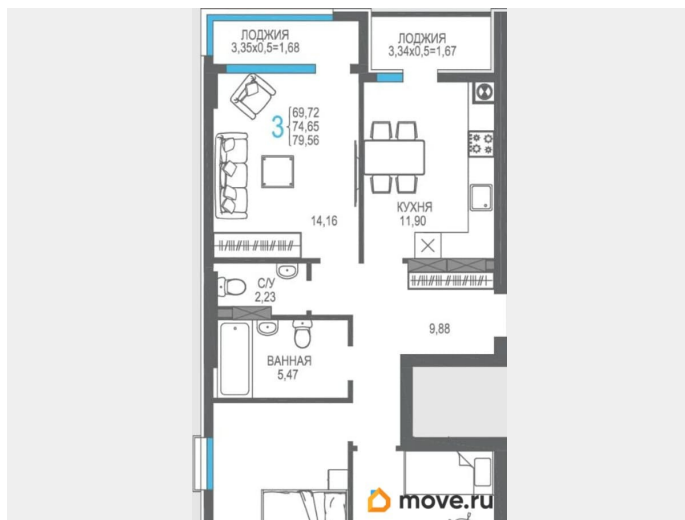 ЛОДЖИЯ
3,35x0,5=1,68
ЛОДЖИЯ
3,34x0,5=1,67
3
69,72
74,65
79,56
14,16
КУХНЯ
11,90
С/У
2,23
9,88
ВАННАЯ
5,47
move.ru